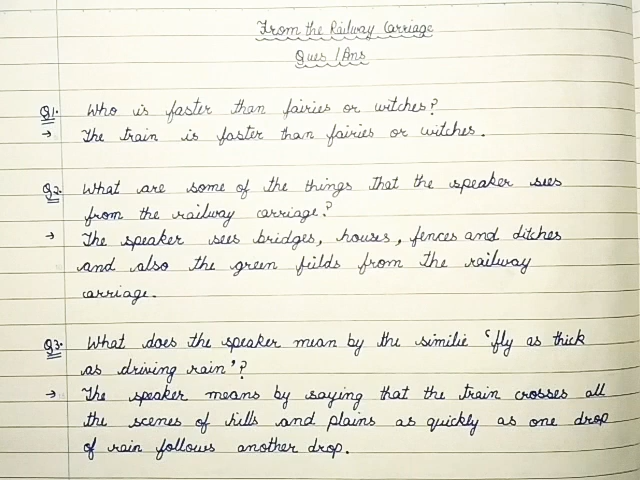 From the Railway Carriage
Ques / Ans
Q1. Who is faster than fairies or witches?
→ The train is faster than fairies or witches.
Q2. What are some of the things that the speaker sees
from the railway carriage?
→ The speaker sees bridges, houses, fences and ditches
and also the green feilds from the railway
carriage.
Q3. What does the speaker mean by the similie 'fly as thick
as driving rain'?
→ The speaker means by saying that the train crosses all
the scenes of hills and plains as quickly as one drop
of rain follows another drop.